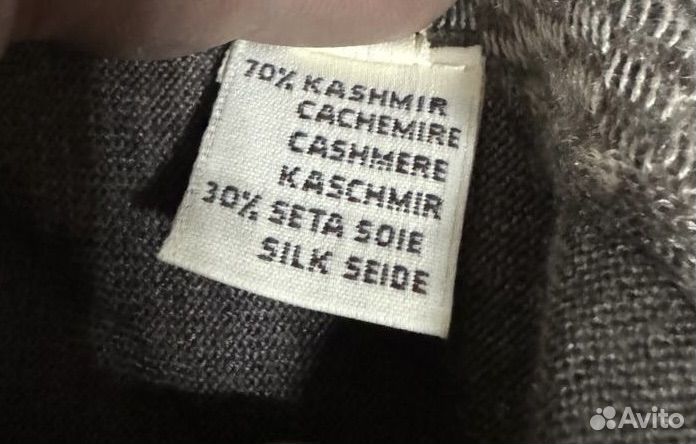 70% KASHMIR
CACHEMIRE
CASHMERE
KASCHMIR
30% SETA SOIE
SILK SEIDE
Avito